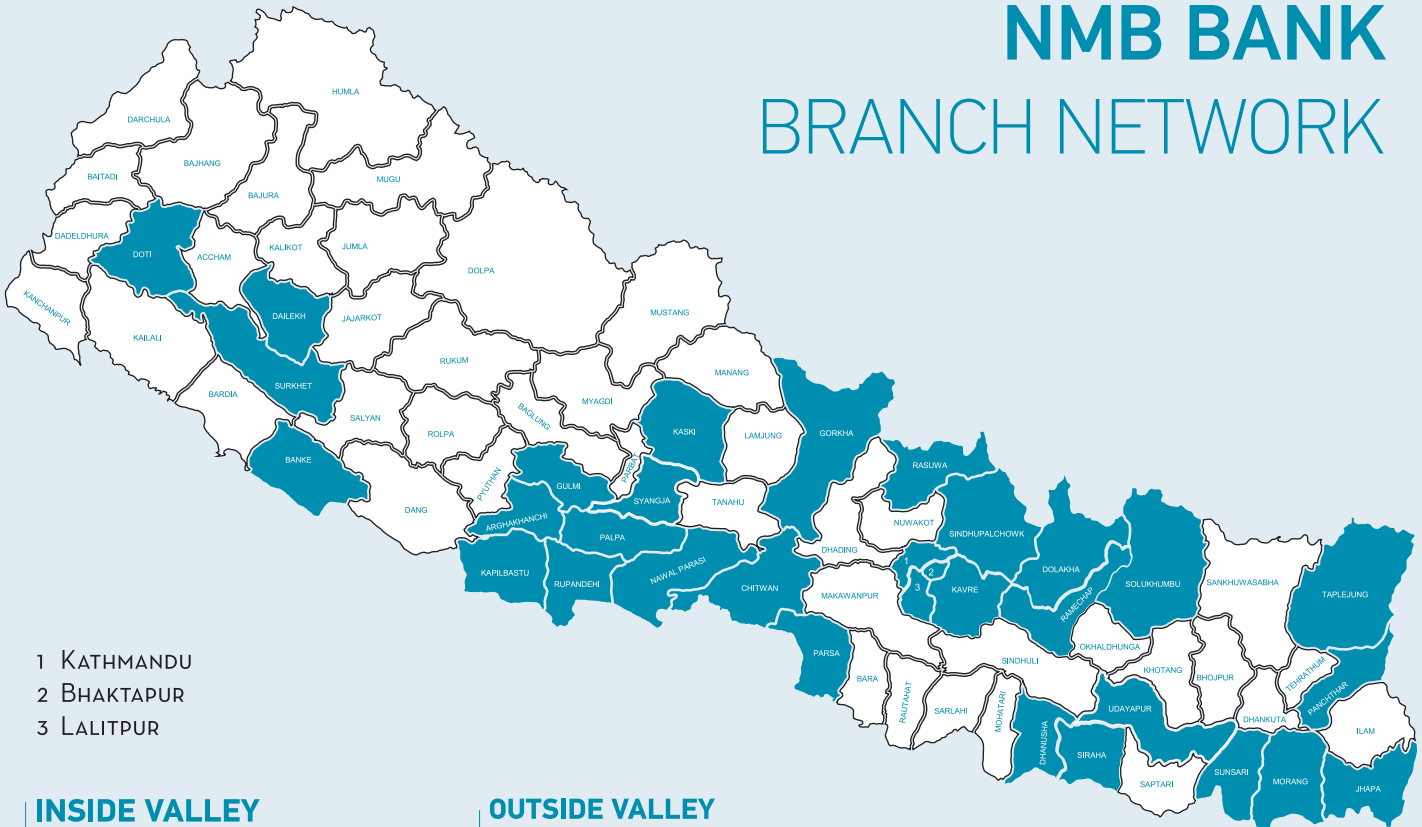 NMB BANK
BRANCH NETWORK
HUMLA
DARCHULA
BAJHANG
BAITADI
MUGU
BAJURA
DADELDHURA
DOTI
ACCHAM
KALIKOT
JUMLA
DOLPA
KANCHANPUR
KAILALI
DAILEKH
JAJARKOT
MUSTANG
RUKUM
MANANG
SURKHET
BARDIA
SALYAN
ROLPA
BAGLUNG
MYAGDI
KASKI
LAMJUNG
GORKHA
BANKE
DANG
PYUTHAN
GULMI
PARBAT
SYANGJA
TANAHU
RASUWA
NUWAKOT
SINDHUPALCHOWK
ARGHAKHANCHI
PALPA
DHADING
KAPILBASTU
RUPANDEHI
NAWAL PARASI
CHITWAN
MAKAWANPUR
1
2
3
KAVRE
DOLAKHA
RAMECHAP
SOLUKHUMBU
SANKHUWASABHA
TAPLEJUNG
PARSA
BARA
RAUTAHAT
SARLAHI
MOHATARI
SINDHULI
OKHALDHUNGA
KHOTANG
BHOJPUR
TEHRATHUM
PANCHTHAR
DHANKUTA
ILAM
DHANUSHA
SIRAHA
UDAYAPUR
SAPTARI
SUNSARI
MORANG
JHAPA
1 KATHMANDU
2 BHAKTAPUR
3 LALITPUR
INSIDE VALLEY
OUTSIDE VALLEY